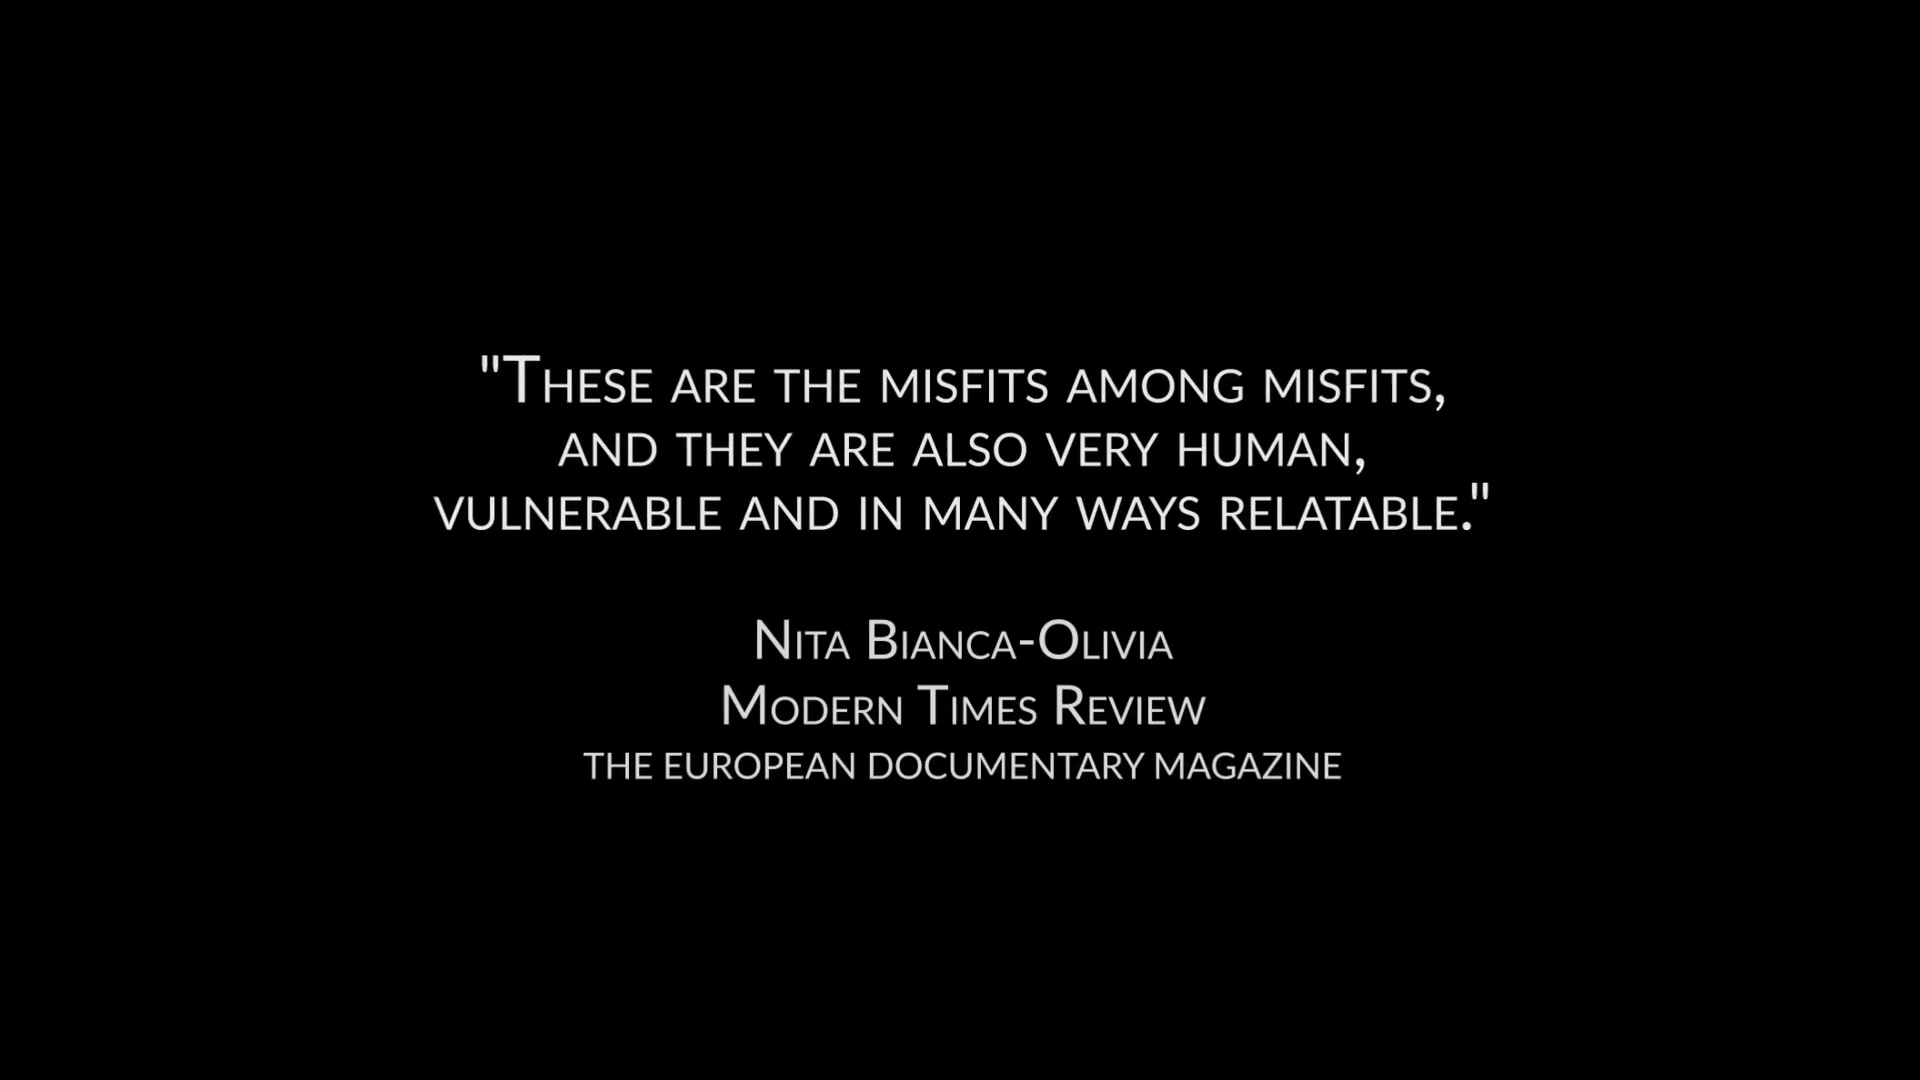 "These are the misfits among misfits,
and they are also very human,
vulnerable and in many ways relatable."
Nita Bianca-Olivia
Modern Times Review
THE EUROPEAN DOCUMENTARY MAGAZINE